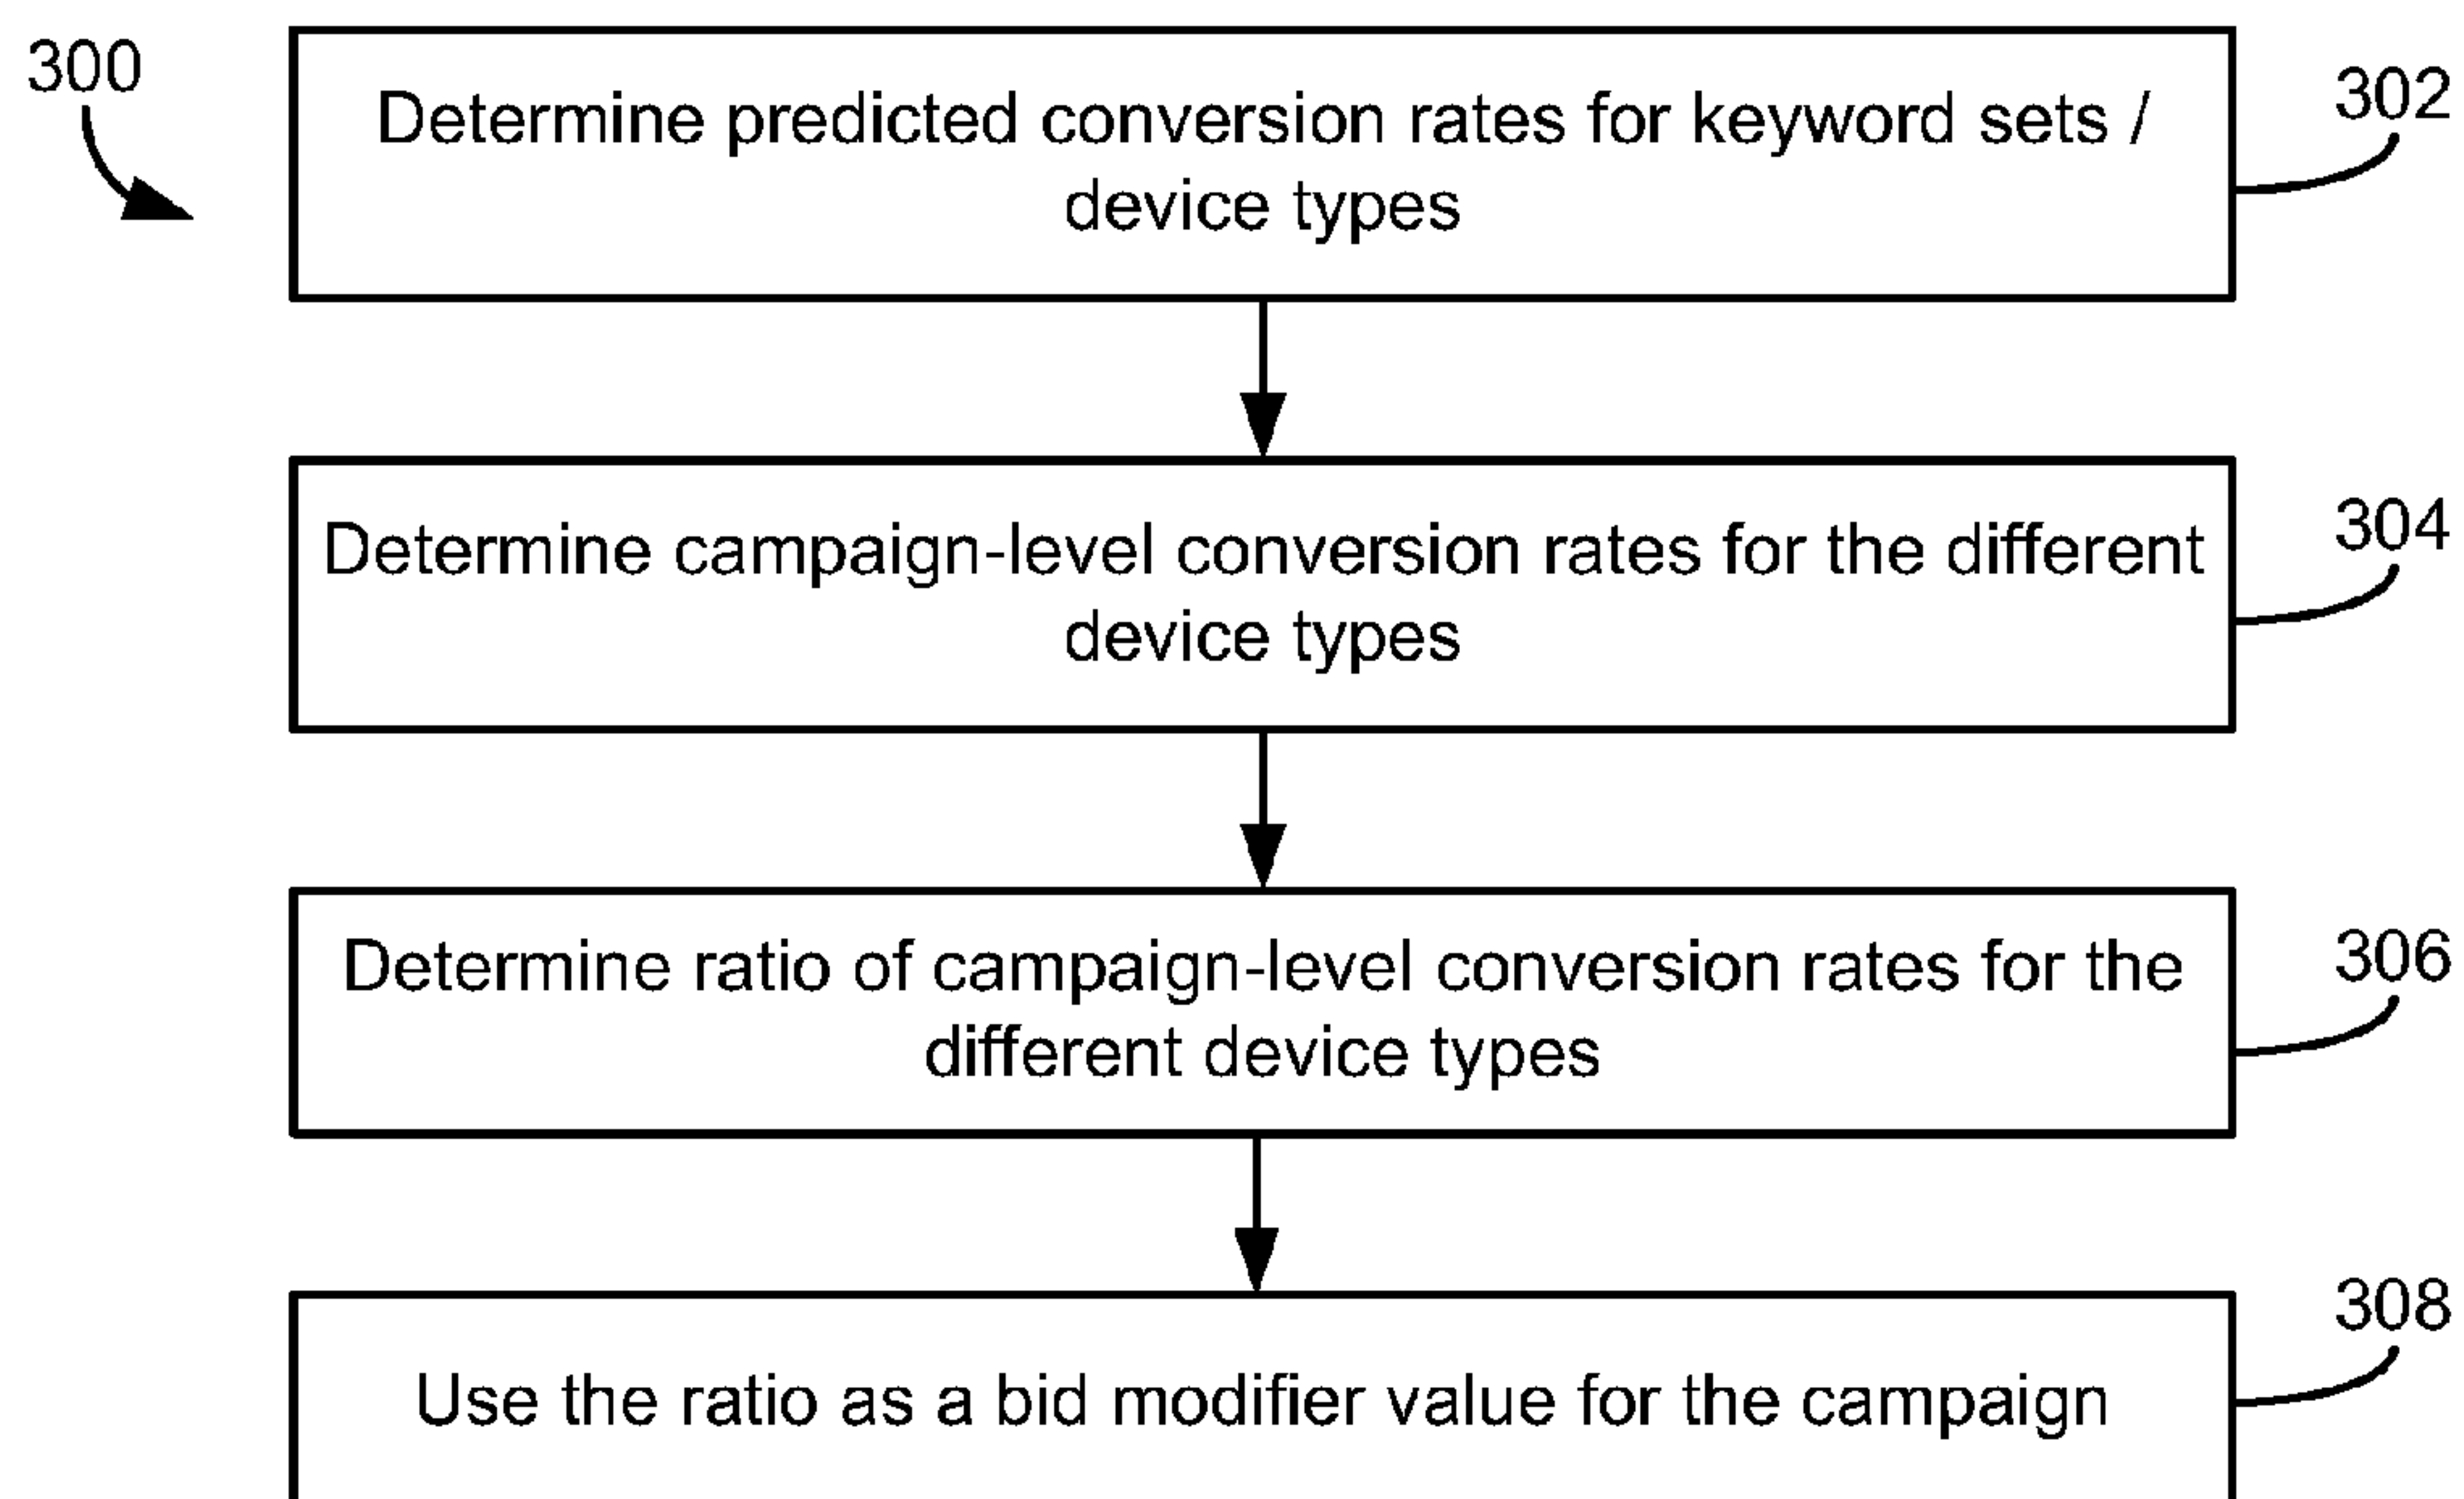 300
Determine predicted conversion rates for keyword sets /
device types
302
Determine campaign-level conversion rates for the different
device types
304
Determine ratio of campaign-level conversion rates for the
different device types
306
Use the ratio as a bid modifier value for the campaign
308